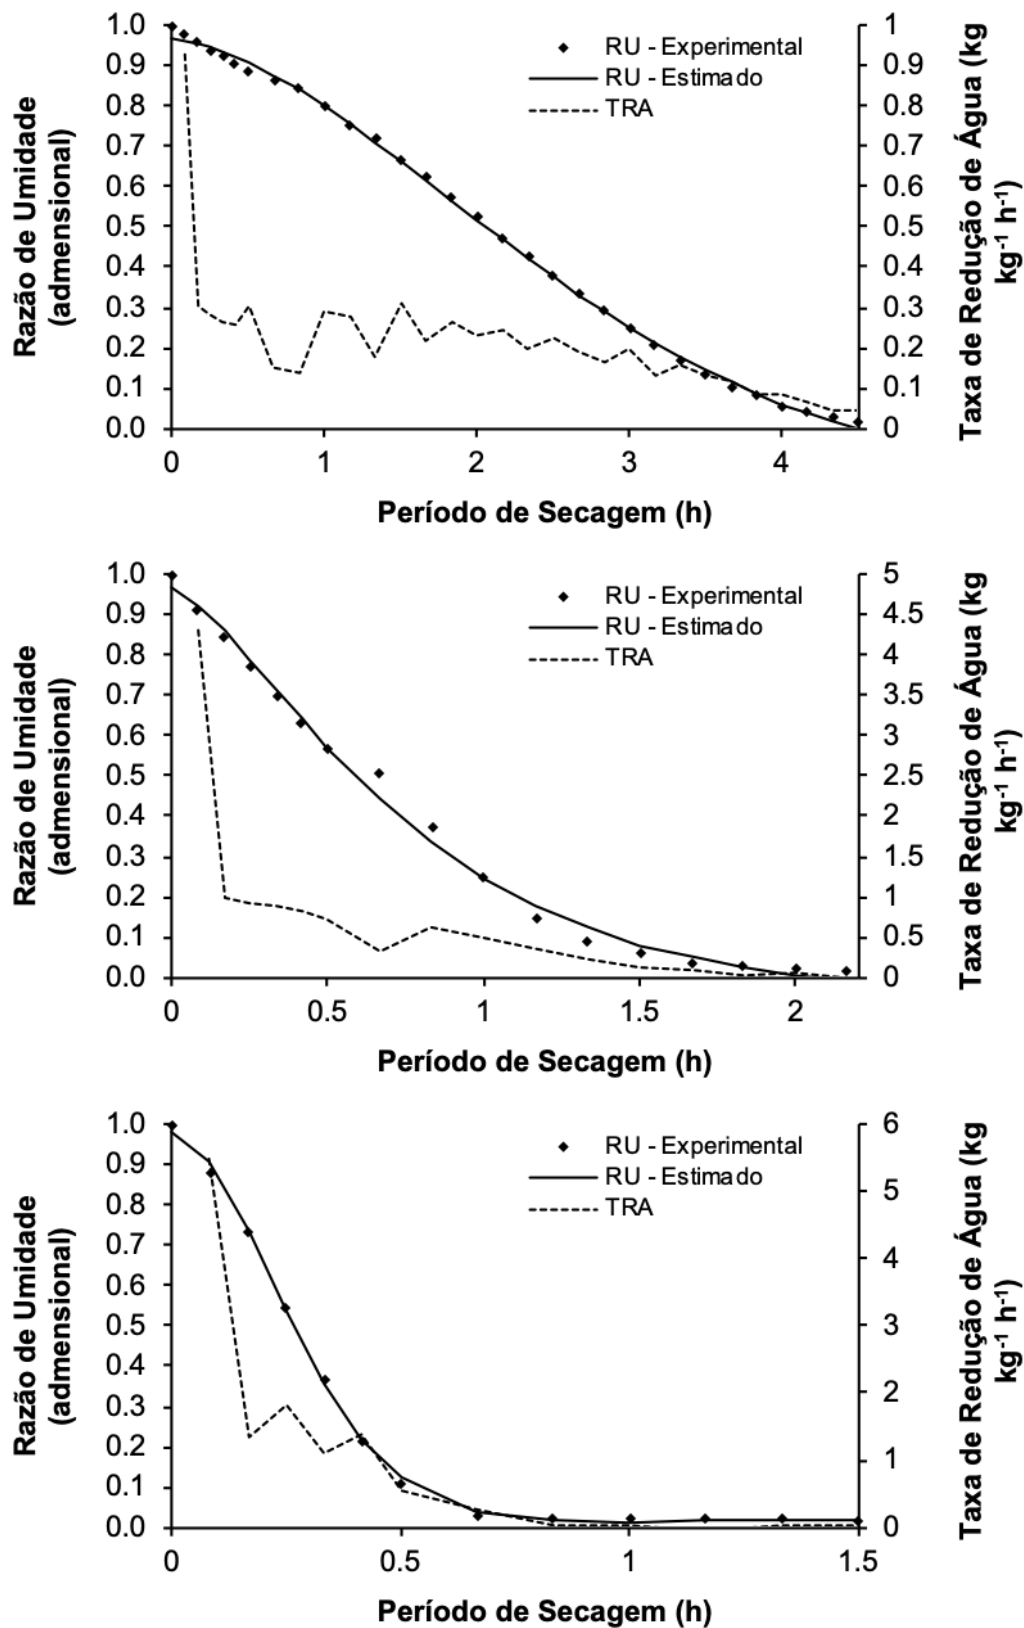 1.0
0.9
0.8
0.7
0.6
0.5
0.4
0.3
0.2
0.1
0.0
Razão de Umidade
(admensional)
RU - Experimental
RU - Estimado
TRA
1
0.9
0.8
0.7
0.6
0.5
0.4
0.3
0.2
0.1
0
Taxa de Redução de Água (kg
kg-1 h-1)
0 1 2 3 4
Período de Secagem (h)
1.0
0.9
0.8
0.7
0.6
0.5
0.4
0.3
0.2
0.1
0.0
Razão de Umidade
(admensional)
RU - Experimental
RU - Estimado
TRA
5
4.5
4
3.5
3
2.5
2
1.5
1
0.5
0
Taxa de Redução de Água (kg
kg-1 h-1)
0 0.5 1 1.5 2
Período de Secagem (h)
1.0
0.9
0.8
0.7
0.6
0.5
0.4
0.3
0.2
0.1
0.0
Razão de Umidade
(admensional)
RU - Experimental
RU - Estimado
TRA
6
5
4
3
2
1
0
Taxa de Redução de Água (kg
kg-1 h-1)
0 0.5 1 1.5
Período de Secagem (h)